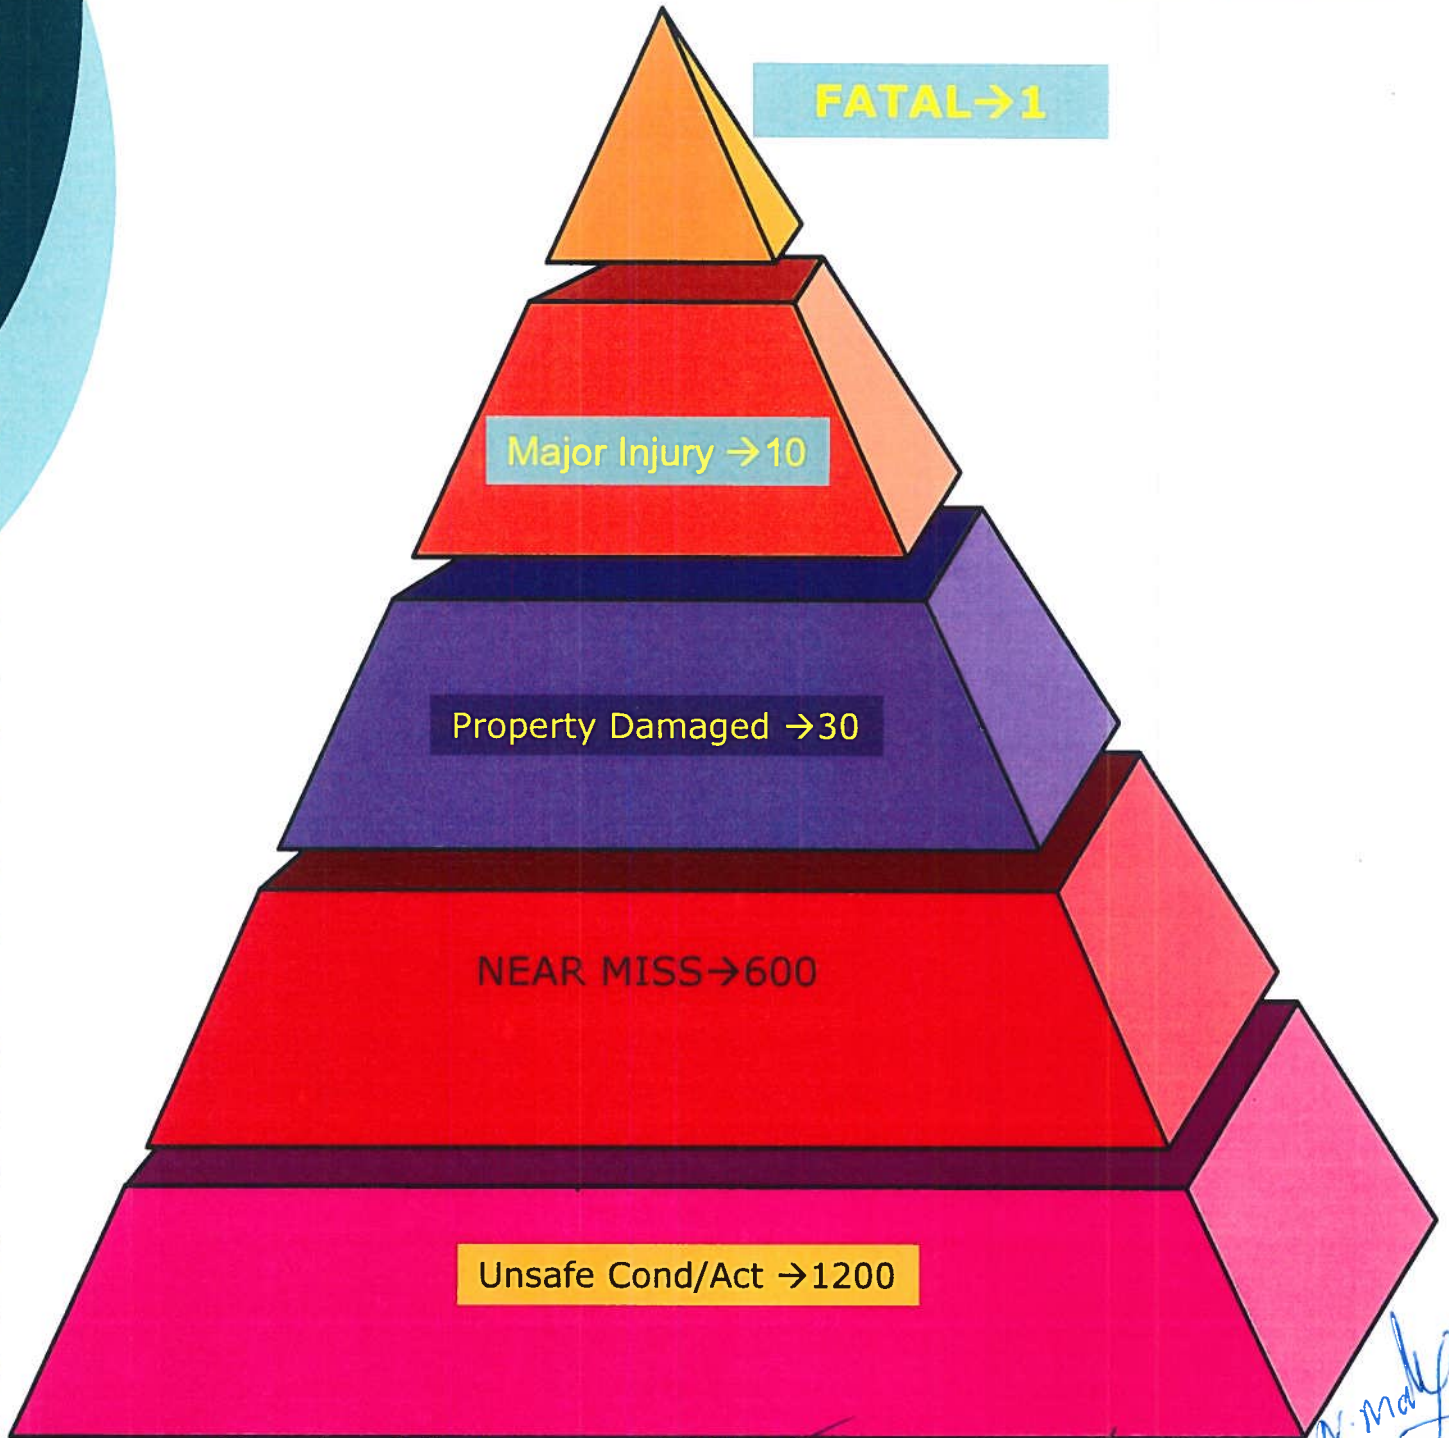 FATAL→1
Major Injury →10
Property Damaged →30
NEAR MISS→600
Unsafe Cond/Act →1200